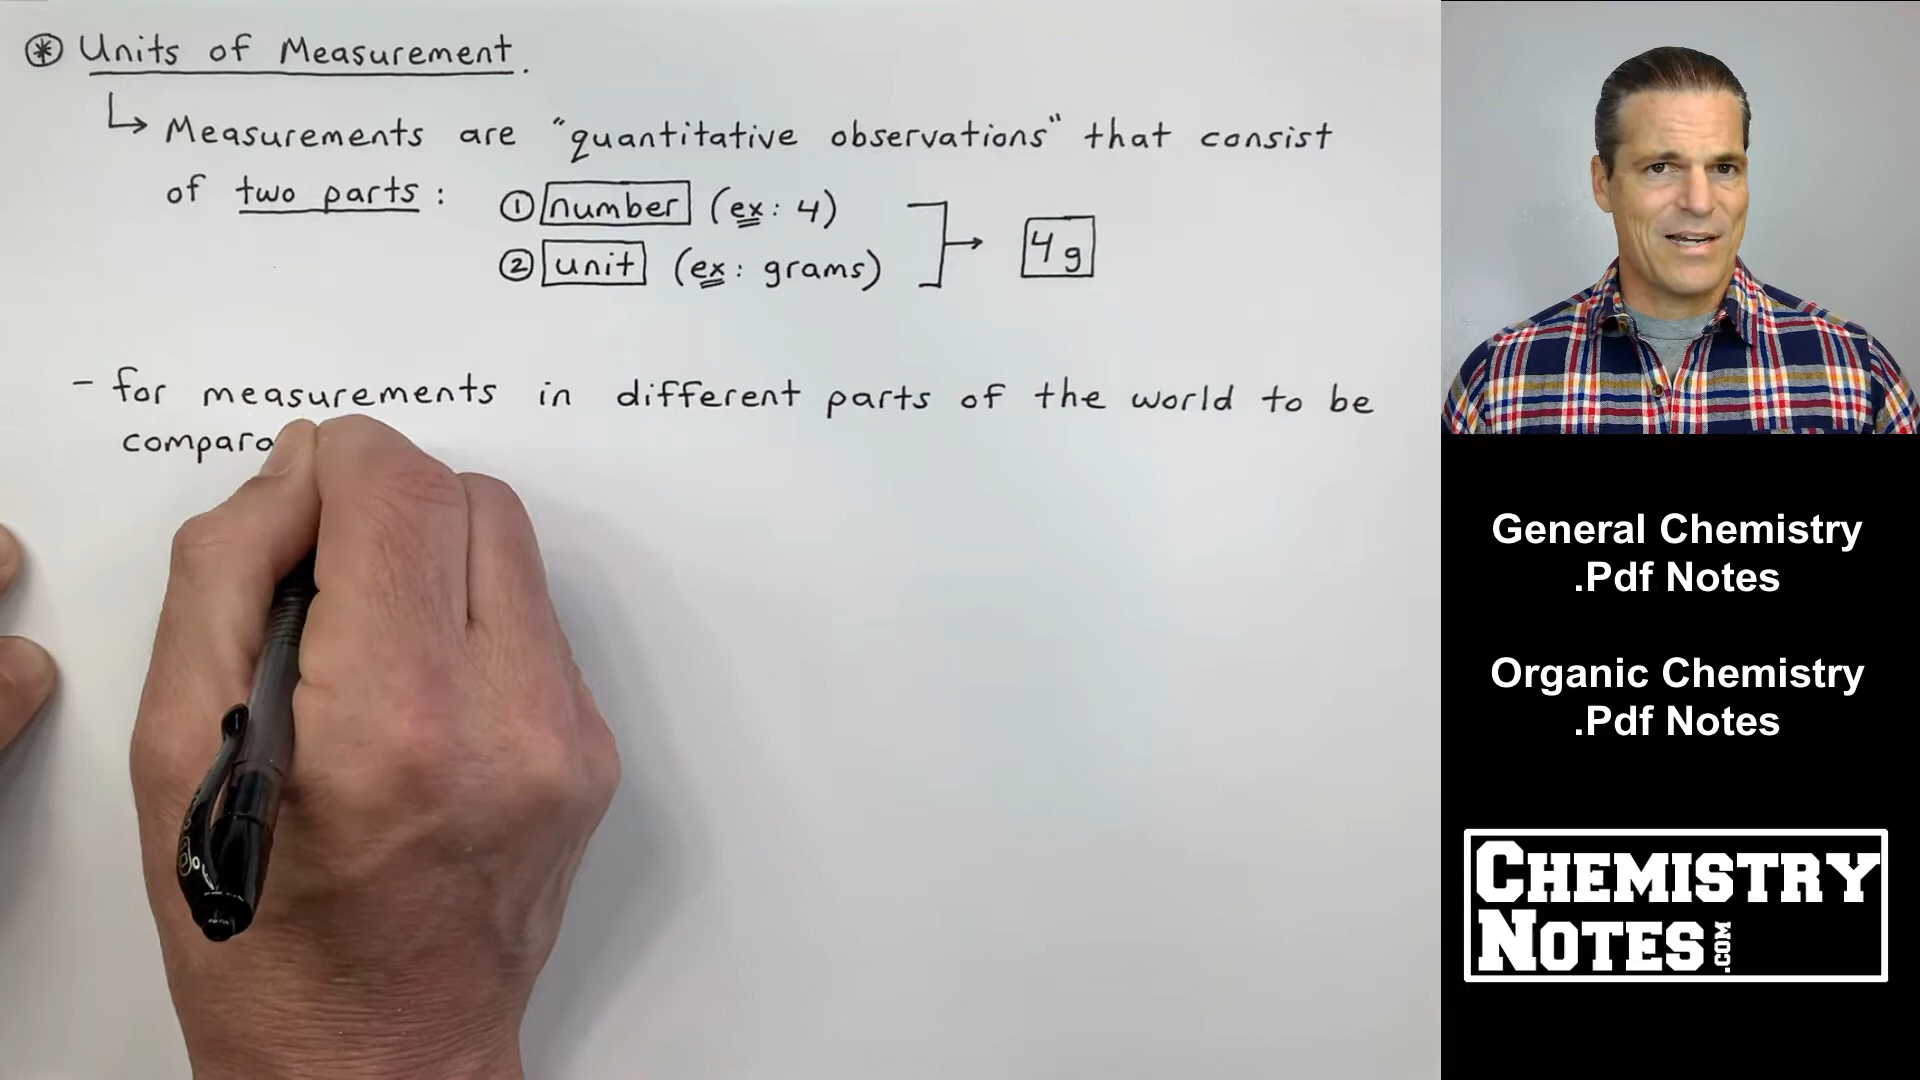 * Units of Measurement.
↳ Measurements are "quantitative observations" that consist
of two parts: ① number (ex: 4)
② unit (ex: grams)
→ 4 g
- for measurements in different parts of the world to be
General Chemistry
.Pdf Notes
Organic Chemistry
.Pdf Notes
CHEMISTRY
NOTES.COM